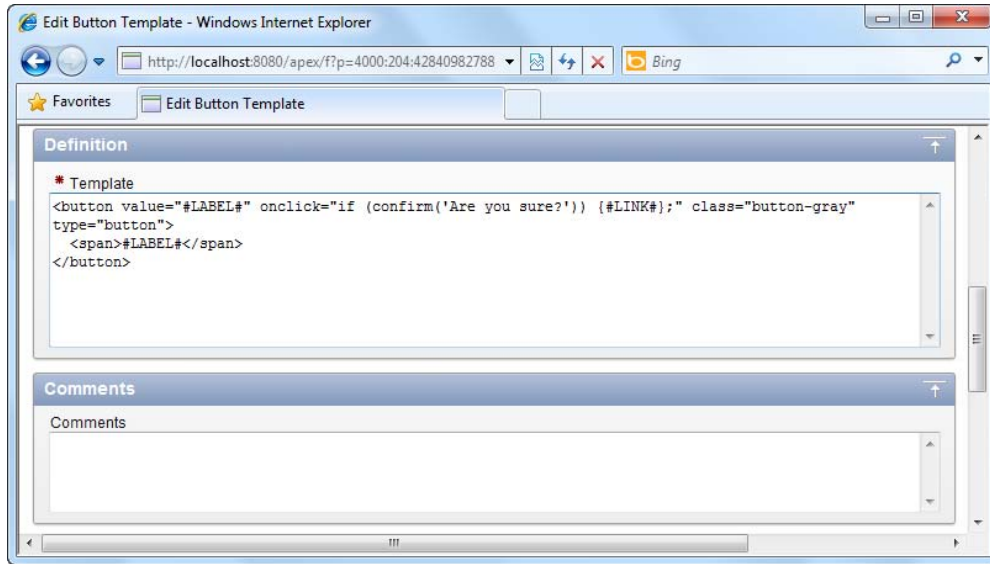 Edit Button Template - Windows Internet Explorer
http://localhost:8080/apex/f?p=4000:204:42840982788
Bing
Favorites
Edit Button Template
Definition
* Template
<button value="#LABEL#" onclick="if (confirm('Are you sure?')) {#LINK#};" class="button-gray"
type="button">
<span>#LABEL#</span>
</button>
Comments
Comments